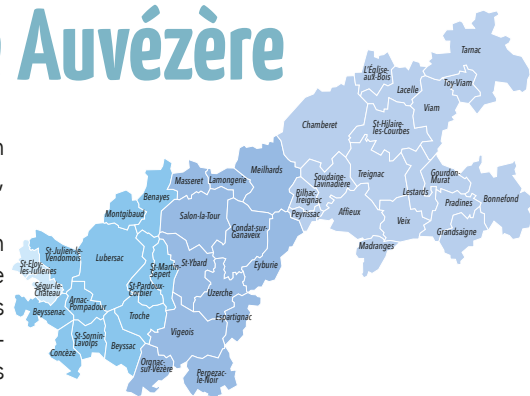 Auvézère
Tarnac
L'Église-
aux-Bois
Lacelle
Toy-Viam
Viam
Chamberet
St-Hilaire-
les-Courbes
Meilhards
Treignac
Soudaine-
Lavinadière
Gourdon-
Murat
Masseret
Lamongerie
Bilhac-
Treignac
Lestards
Benayes
Pradines
Bonnefond
Peyrissac
Affieux
Montgibaud
Salon-la-Tour
Veix
Condat-sur-
Ganaveix
Grandsaigne
Madranges
St-Julien-le-
Vendomois
Lubersac
St-Eloy-
les-Tuileries
St-Martin-
Sepert
St-Ybard
Eyburie
Ségur-le-
Château
St-Pardoux-
Corbier
Uzerche
Arnac-
Pompadour
Beyssenac
Troche
Espartignac
Vigeois
St-Sornin-
Lavolps
Beyssac
Concèze
Orgnac-
sur-Vézère
Perpezac-
le-Noir